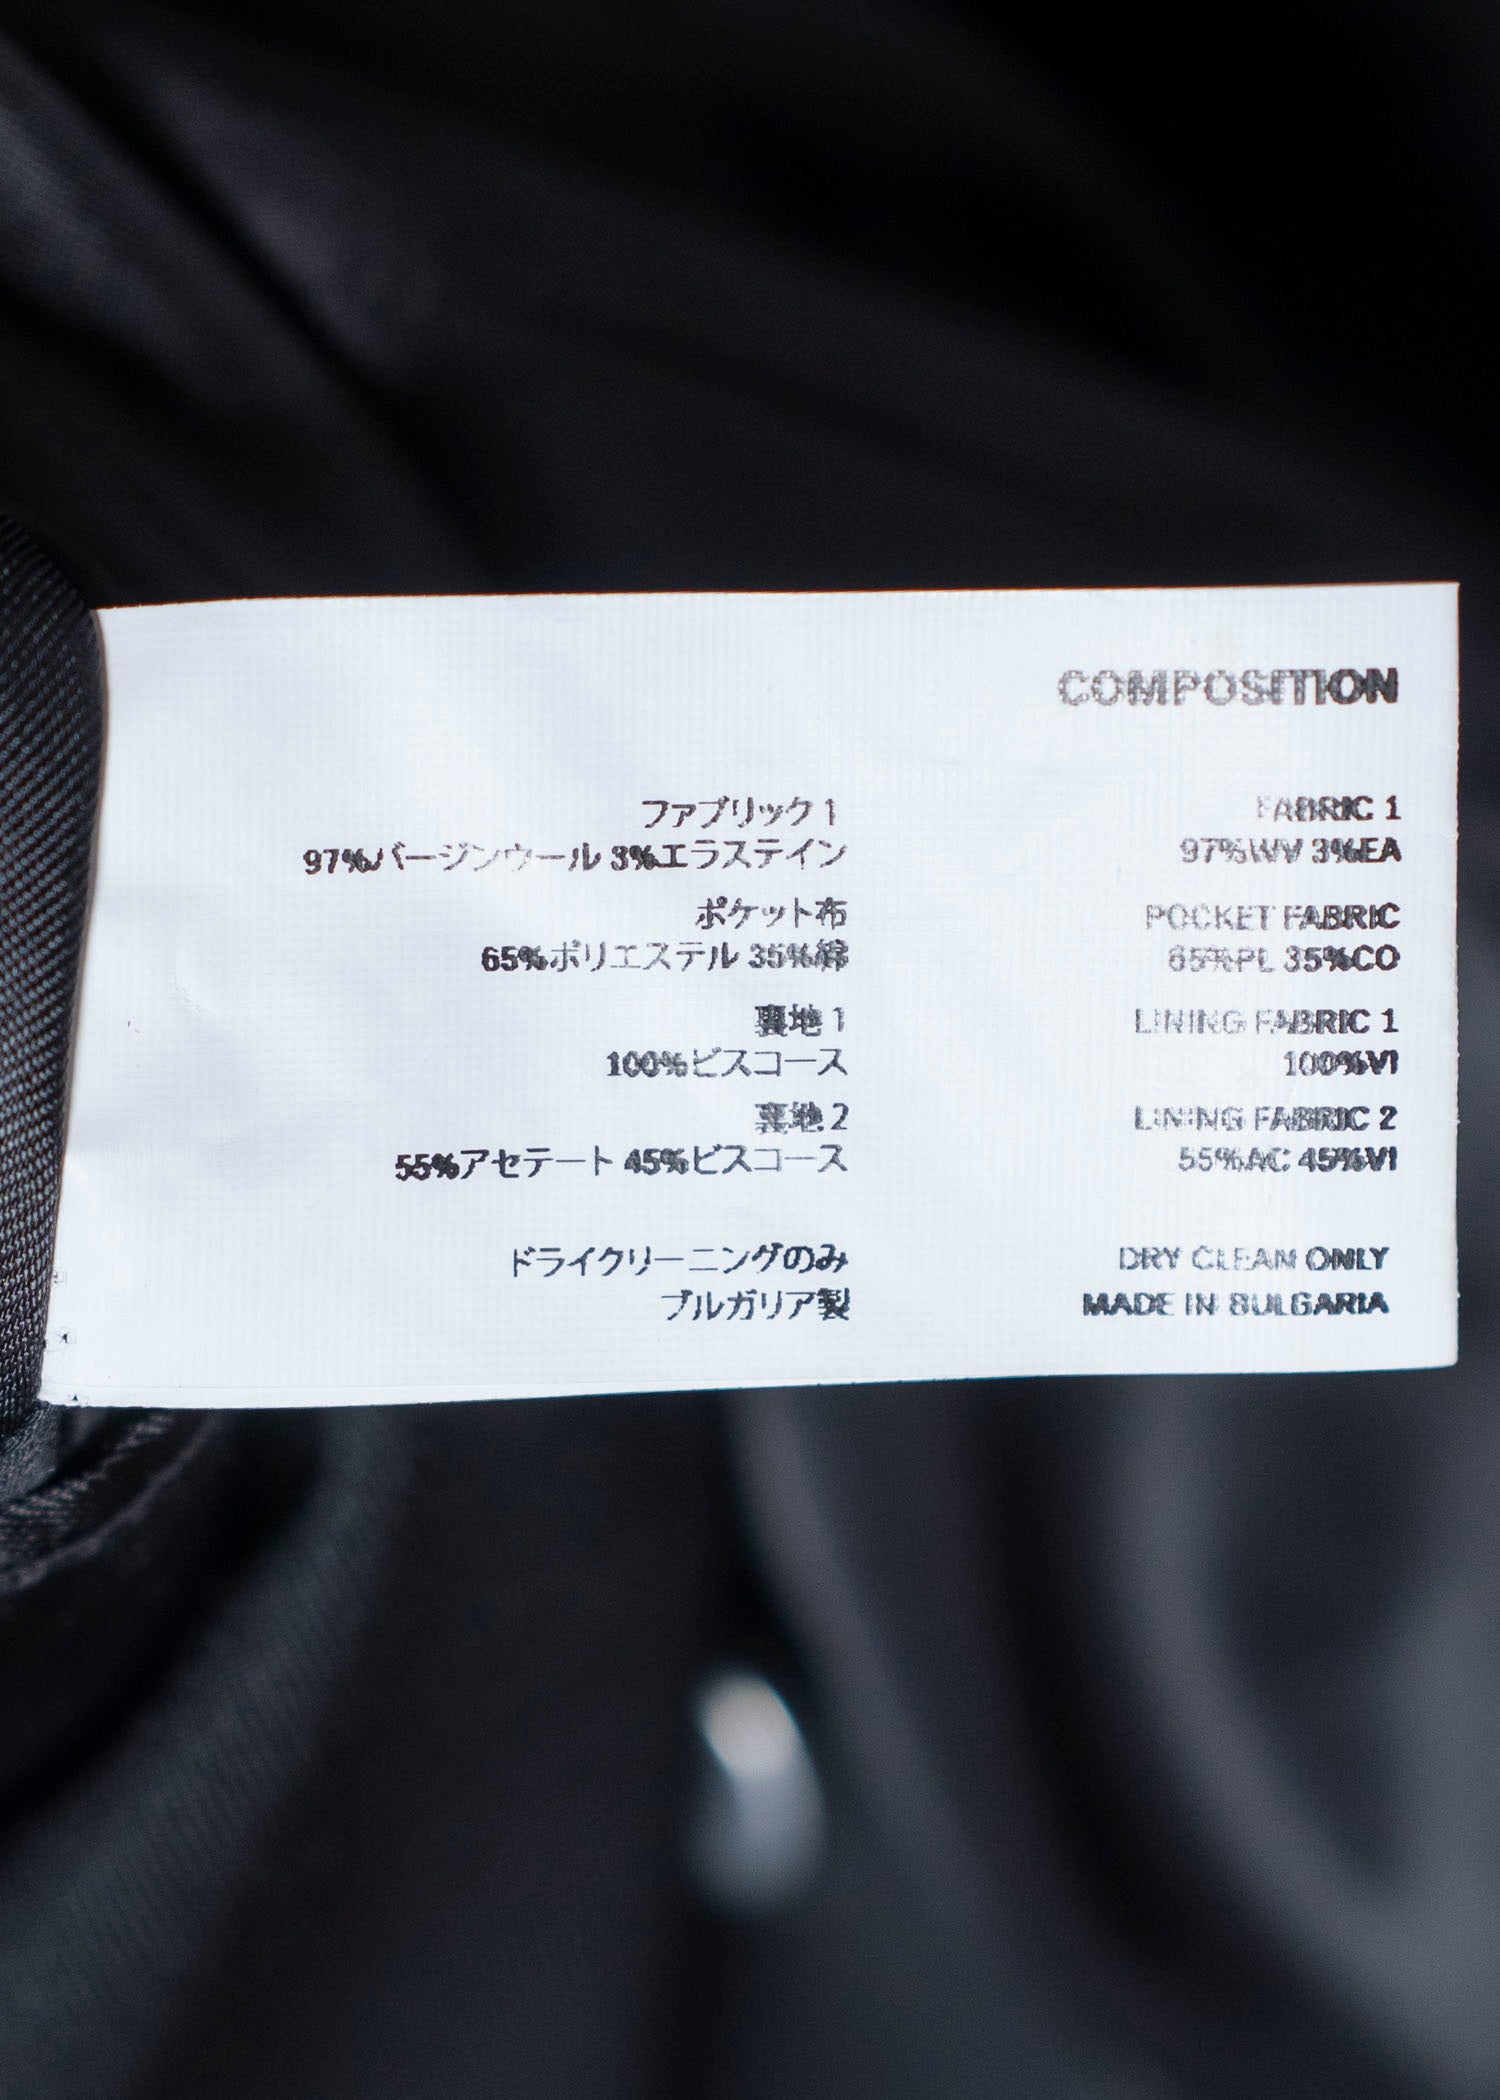 COMPOSITION
ファブリック 1 FABRIC 1
97%バージンウール 3%エラステイン 97%WV 3%EA
ポケット布 POCKET FABRIC
65%ポリエステル 35%綿 65%PL 35%CO
裏地 1 LINING FABRIC 1
100%ビスコース 100%VI
裏地 2 LINING FABRIC 2
55%アセテート 45%ビスコース 55%AC 45%VI
ドライクリーニングのみ DRY CLEAN ONLY
ブルガリア製 MADE IN BULGARIA